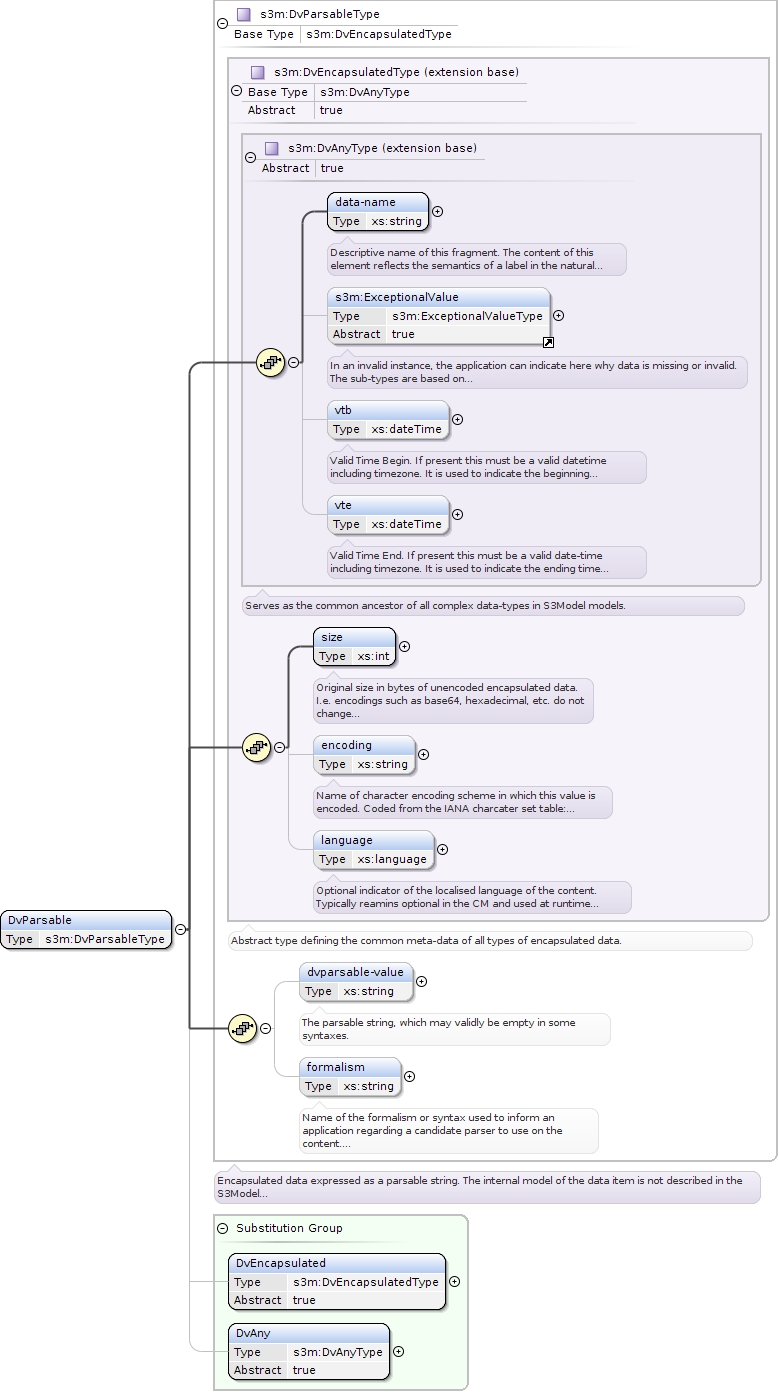 s3m:DvParsableType
Base Type s3m:DvEncapsulatedType
s3m:DvEncapsulatedType (extension base)
Base Type s3m:DvAnyType
Abstract true
s3m:DvAnyType (extension base)
Abstract true
data-name
Type xs:string
Descriptive name of this fragment. The content of this
element reflects the semantics of a label in the natural...
s3m:ExceptionalValue
Type s3m:ExceptionalValueType
Abstract true
In an invalid instance, the application can indicate here why data is missing or invalid.
The sub-types are based on...
vtb
Type xs:dateTime
Valid Time Begin. If present this must be a valid datetime
including timezone. It is used to indicate the beginning...
vte
Type xs:dateTime
Valid Time End. If present this must be a valid date-time
including timezone. It is used to indicate the ending time...
Serves as the common ancestor of all complex data-types in S3Model models.
size
Type xs:int
Original size in bytes of unencoded encapsulated data.
I.e. encodings such as base64, hexadecimal, etc. do not
change...
encoding
Type xs:string
Name of character encoding scheme in which this value is
encoded. Coded from the IANA charcater set table:...
language
Type xs:language
Optional indicator of the localised language of the content.
Typically reamins optional in the CM and used at runtime...
DvParsable
Type s3m:DvParsableType
Abstract type defining the common meta-data of all types of encapsulated data.
dvparsable-value
Type xs:string
The parsable string, which may validly be empty in some
syntaxes.
formalism
Type xs:string
Name of the formalism or syntax used to inform an
application regarding a candidate parser to use on the
content....
Encapsulated data expressed as a parsable string. The internal model of the data item is not described in the
S3Model...
Substitution Group
DvEncapsulated
Type s3m:DvEncapsulatedType
Abstract true
DvAny
Type s3m:DvAnyType
Abstract true